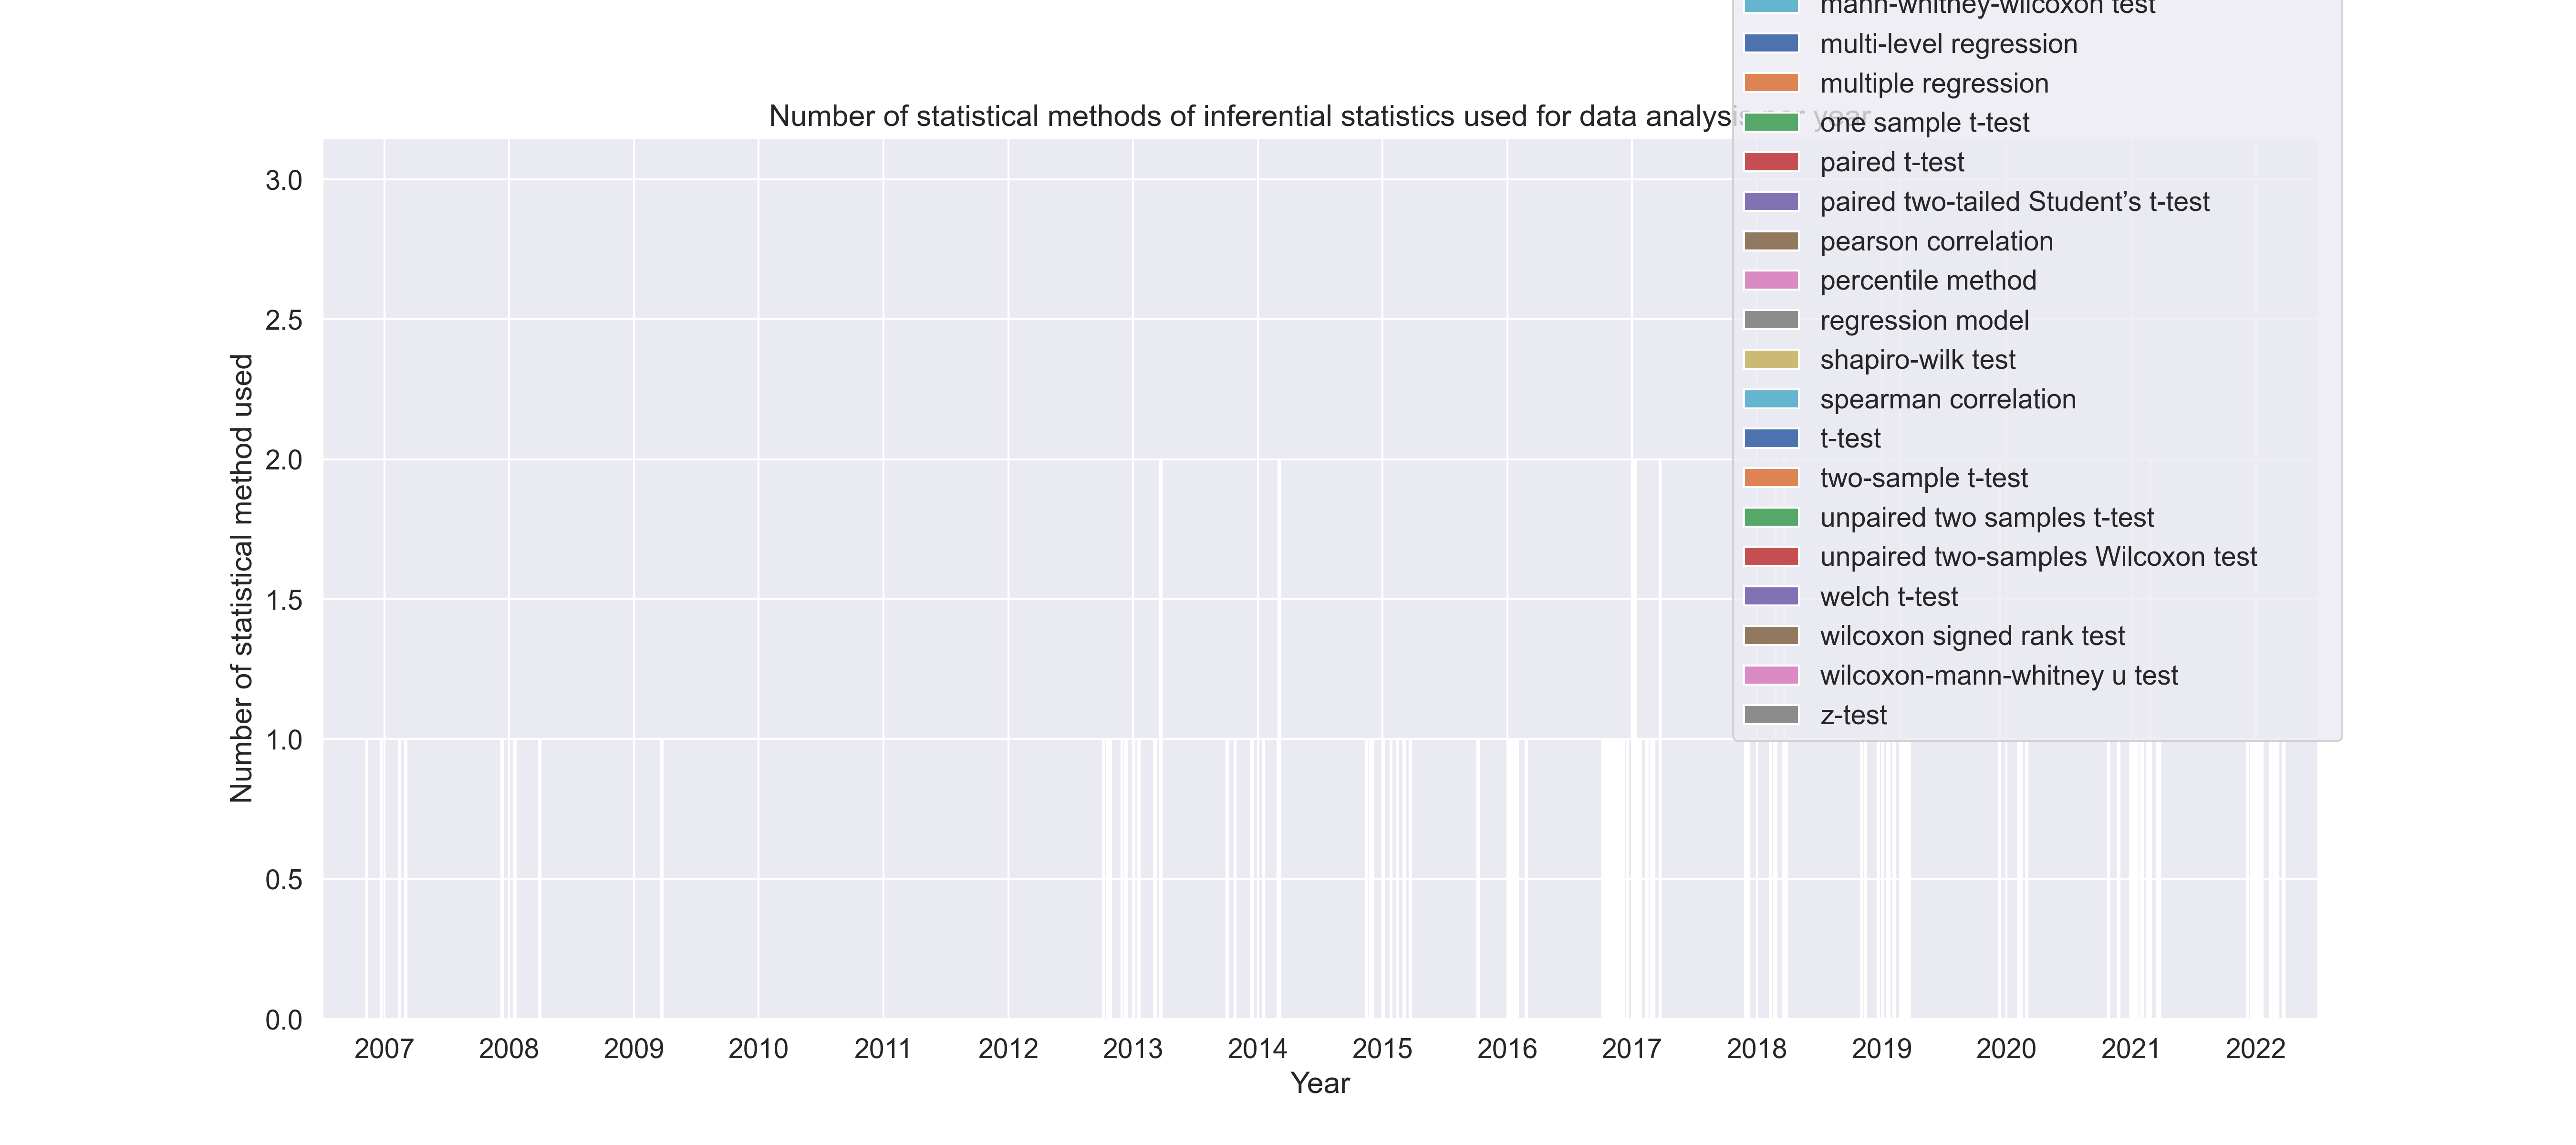 mann-whitney-wilcoxon test
multi-level regression
multiple regression
Number of statistical methods of inferential statistics used for data analysis per year
one sample t-test
paired t-test
paired two-tailed Student’s t-test
pearson correlation
percentile method
regression model
shapiro-wilk test
spearman correlation
t-test
two-sample t-test
unpaired two samples t-test
unpaired two-samples Wilcoxon test
welch t-test
wilcoxon signed rank test
wilcoxon-mann-whitney u test
z-test
Number of statistical method used
3.0
2.5
2.0
1.5
1.0
0.5
0.0
2007 2008 2009 2010 2011 2012 2013 2014 2015 2016 2017 2018 2019 2020 2021 2022
Year